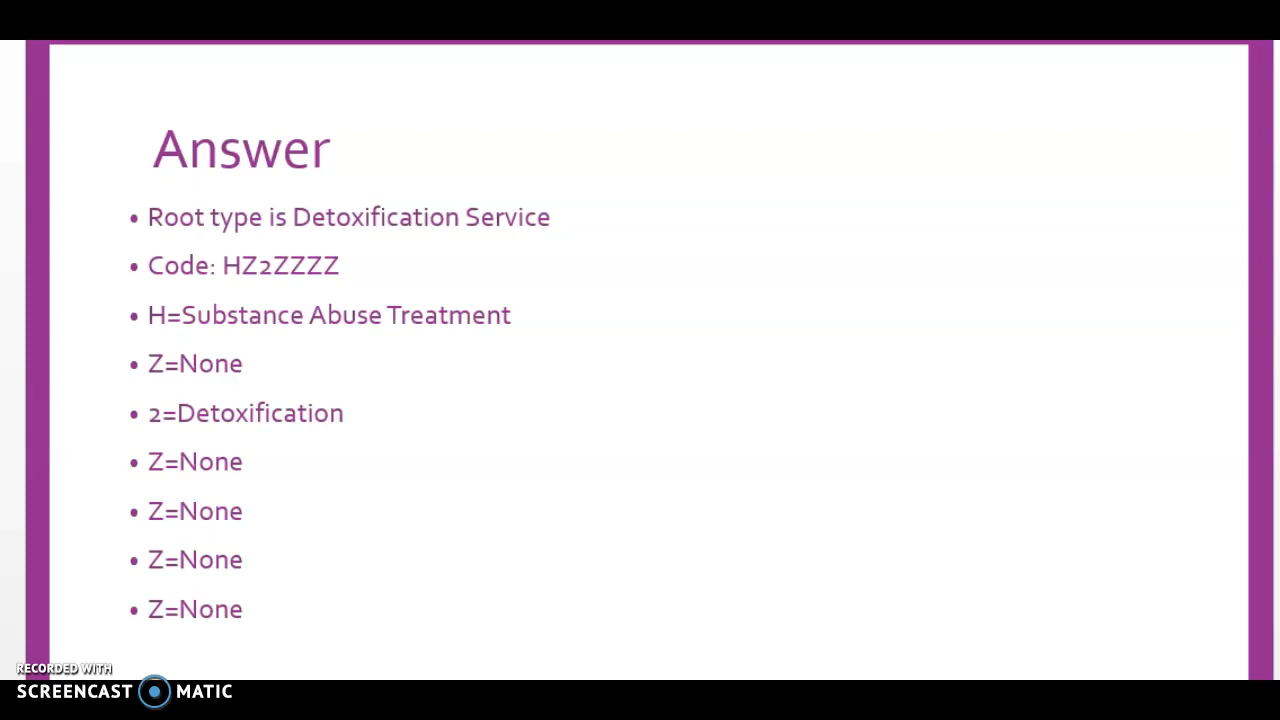 Answer
• Root type is Detoxification Service
• Code: HZ2ZZZZ
• H=Substance Abuse Treatment
• Z=None
• 2=Detoxification
• Z=None
• Z=None
• Z=None
• Z=None
RECORDED WITH
SCREENCAST MATIC